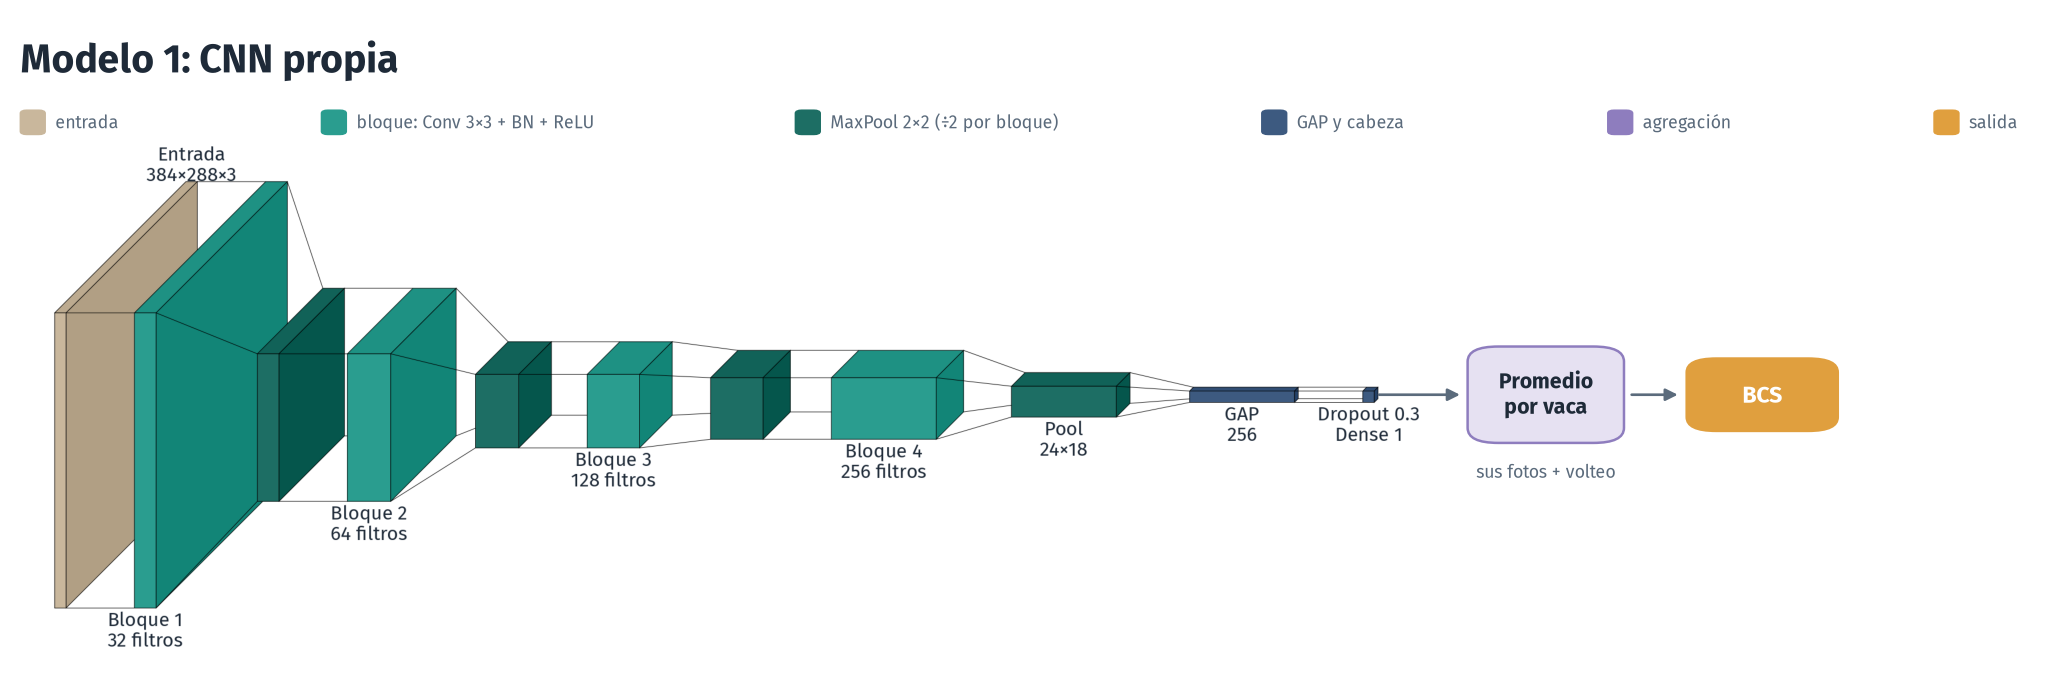 Modelo 1: CNN propia
entrada
bloque: Conv 3×3 + BN + ReLU
MaxPool 2×2 (÷2 por bloque)
GAP y cabeza
agregación
salida
Entrada
384×288×3
Bloque 1
32 filtros
Bloque 2
64 filtros
Bloque 3
128 filtros
Bloque 4
256 filtros
Pool
24×18
GAP
256
Dropout 0.3
Dense 1
Promedio
por vaca
sus fotos + volteo
BCS